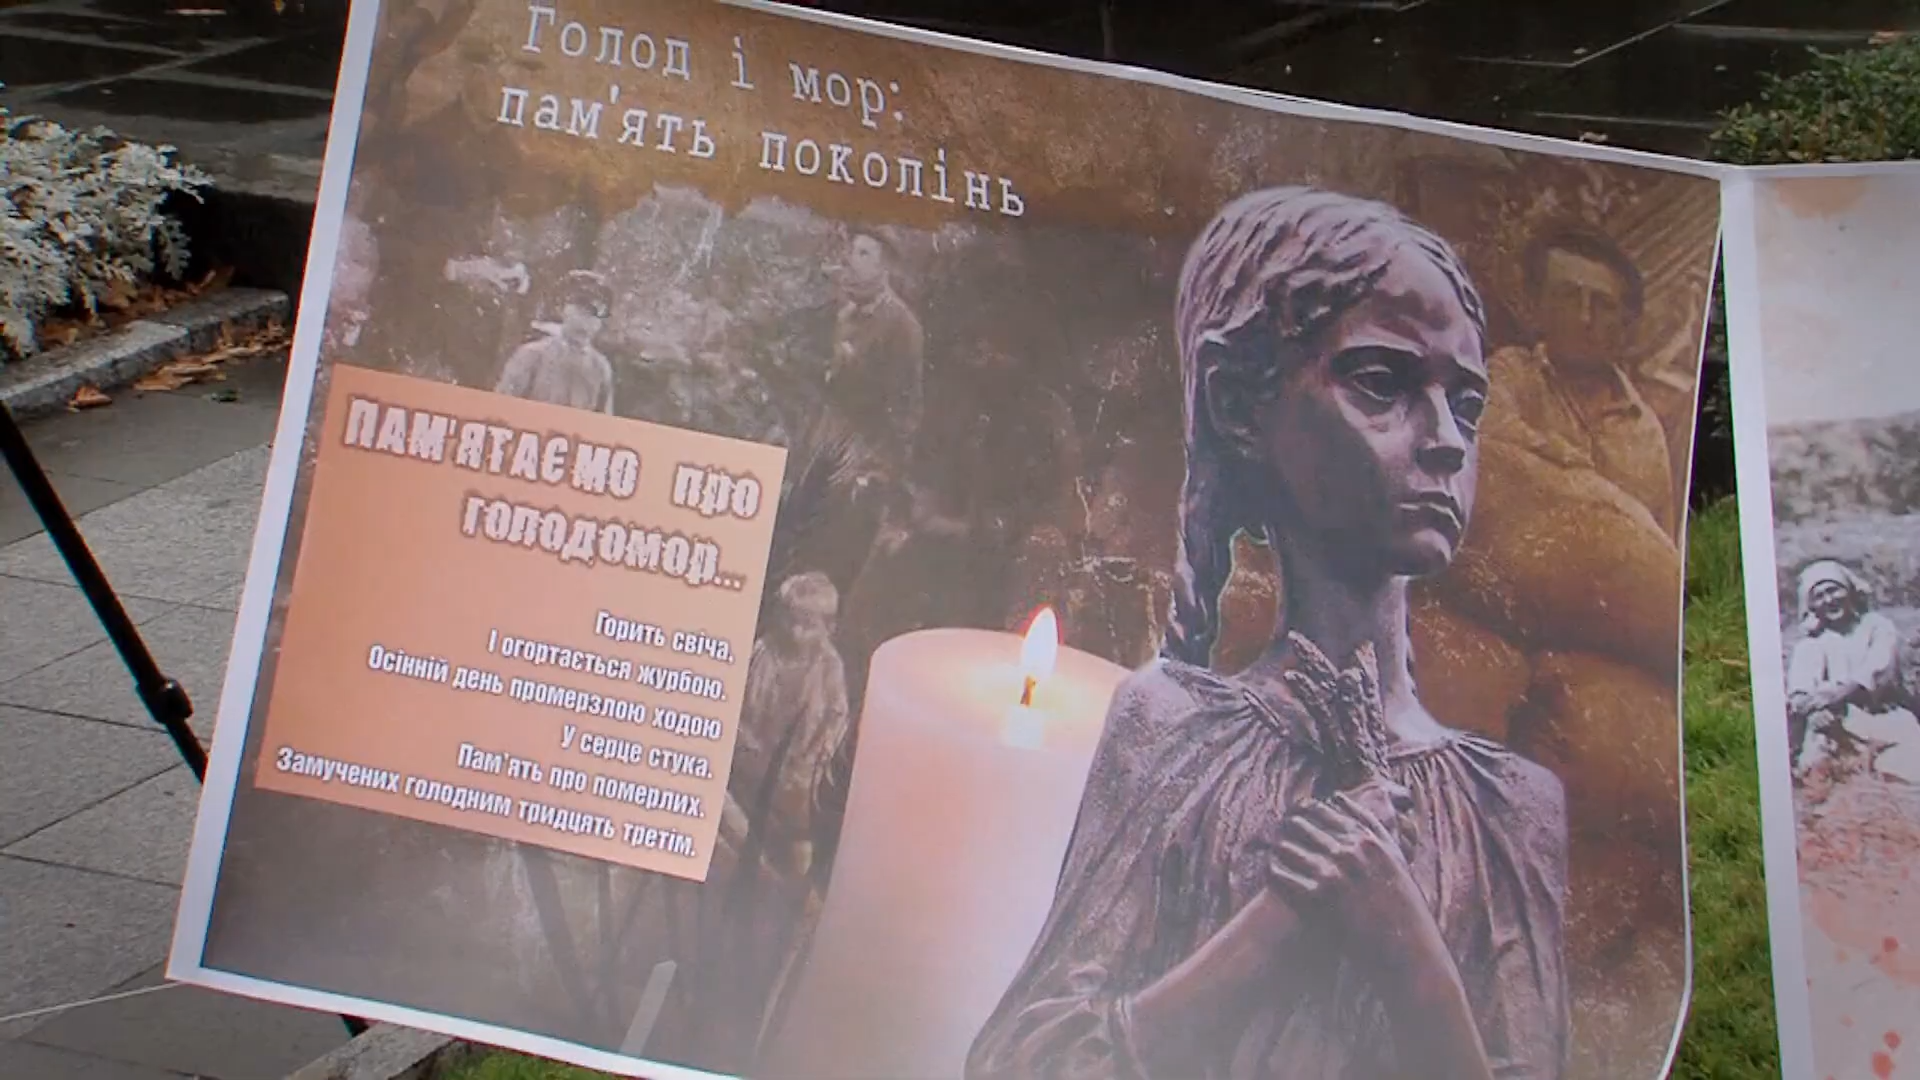 Голод і мор:
пам'ять поколінь
ПАМ'ЯТАЄМО про
голодомор...
Горить свіча,
І огортається журбою.
Осінній день промерзлою ходою
У серце стука.
Пам'ять про померлих.
Замучених голодним тридцять третім.